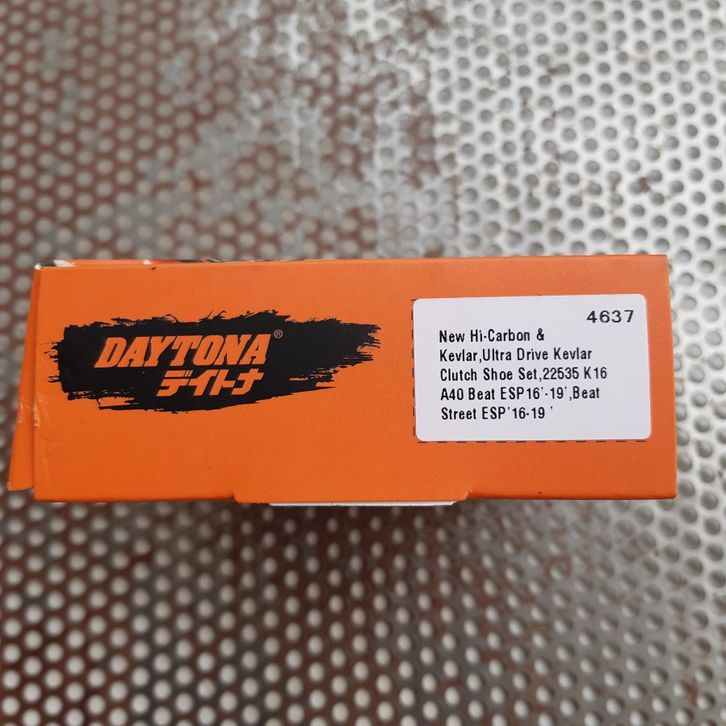 DAYTONA®
デイトナ
4637
New Hi-Carbon &
Kevlar,Ultra Drive Kevlar
Clutch Shoe Set,22535 K16
A40 Beat ESP16'-19',Beat
Street ESP'16-19 '